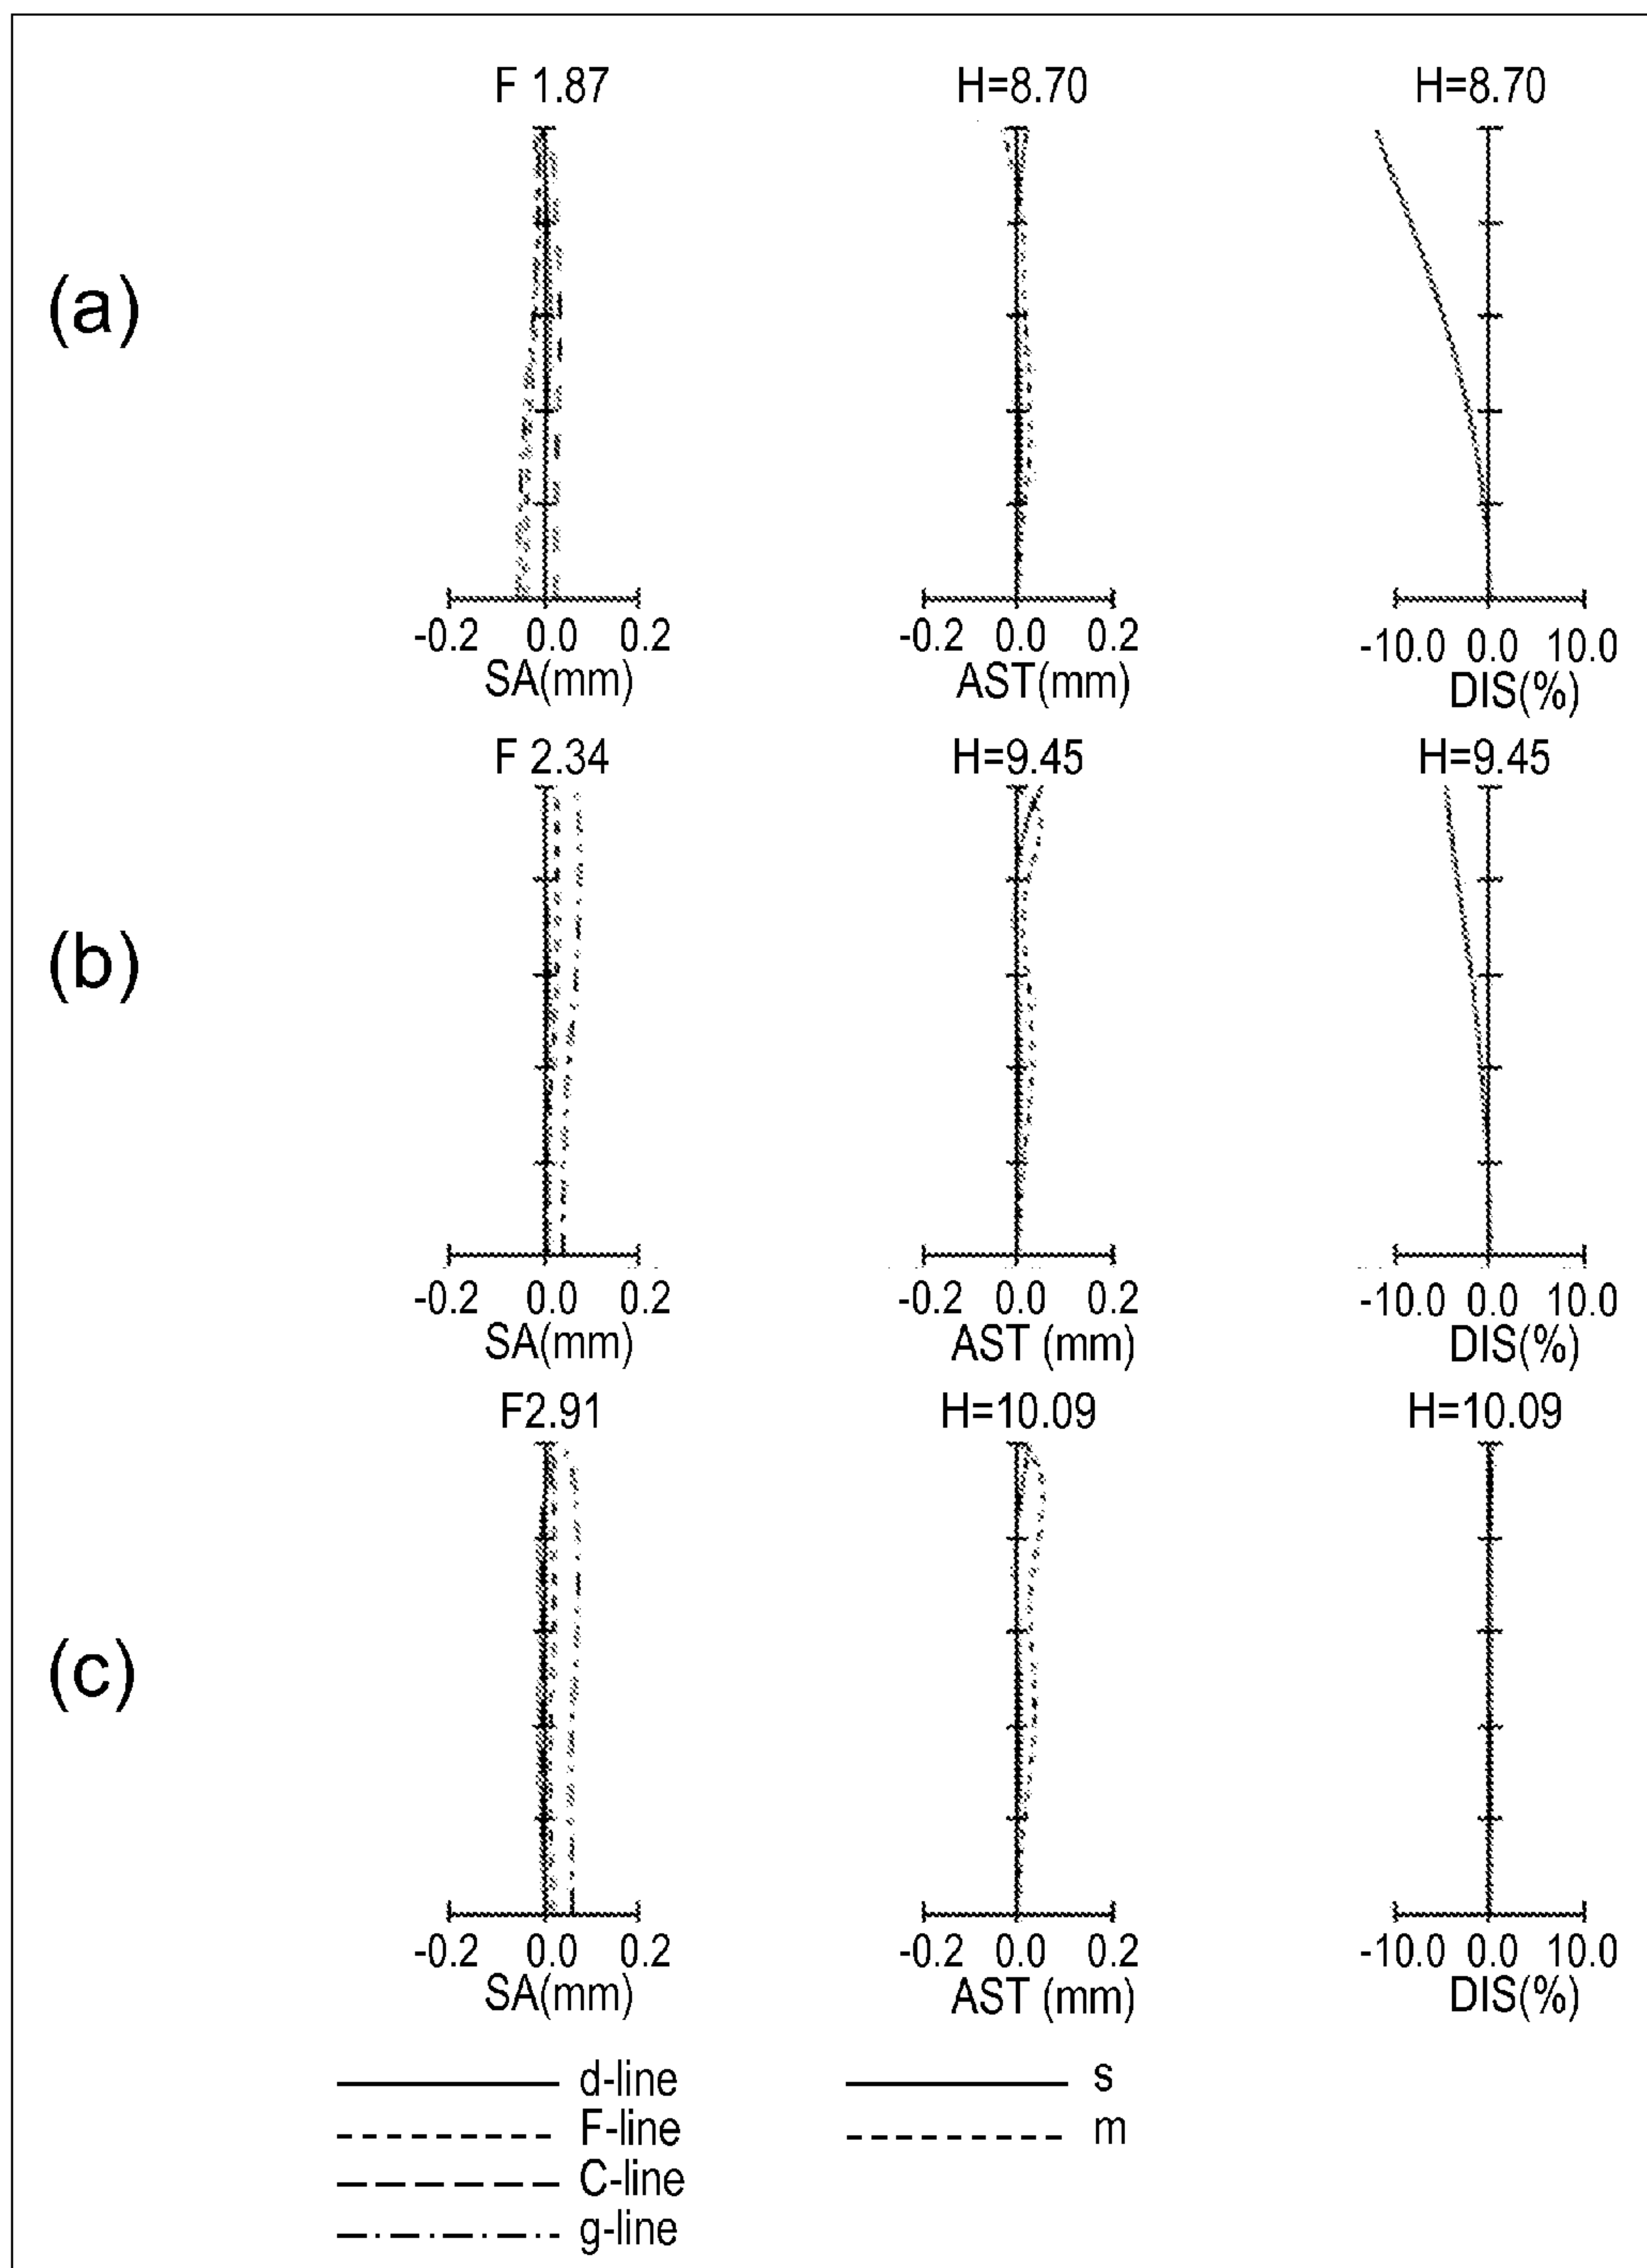 F 1.87 H=8.70 H=8.70
(a)
-0.2 0.0 0.2 -0.2 0.0 0.2 -10.0 0.0 10.0
SA(mm) AST(mm) DIS(%)
F 2.34 H=9.45 H=9.45
(b)
-0.2 0.0 0.2 -0.2 0.0 0.2 -10.0 0.0 10.0
SA(mm) AST (mm) DIS(%)
F2.91 H=10.09 H=10.09
(c)
-0.2 0.0 0.2 -0.2 0.0 0.2 -10.0 0.0 10.0
SA(mm) AST (mm) DIS(%)
d-line s
F-line m
C-line
g-line